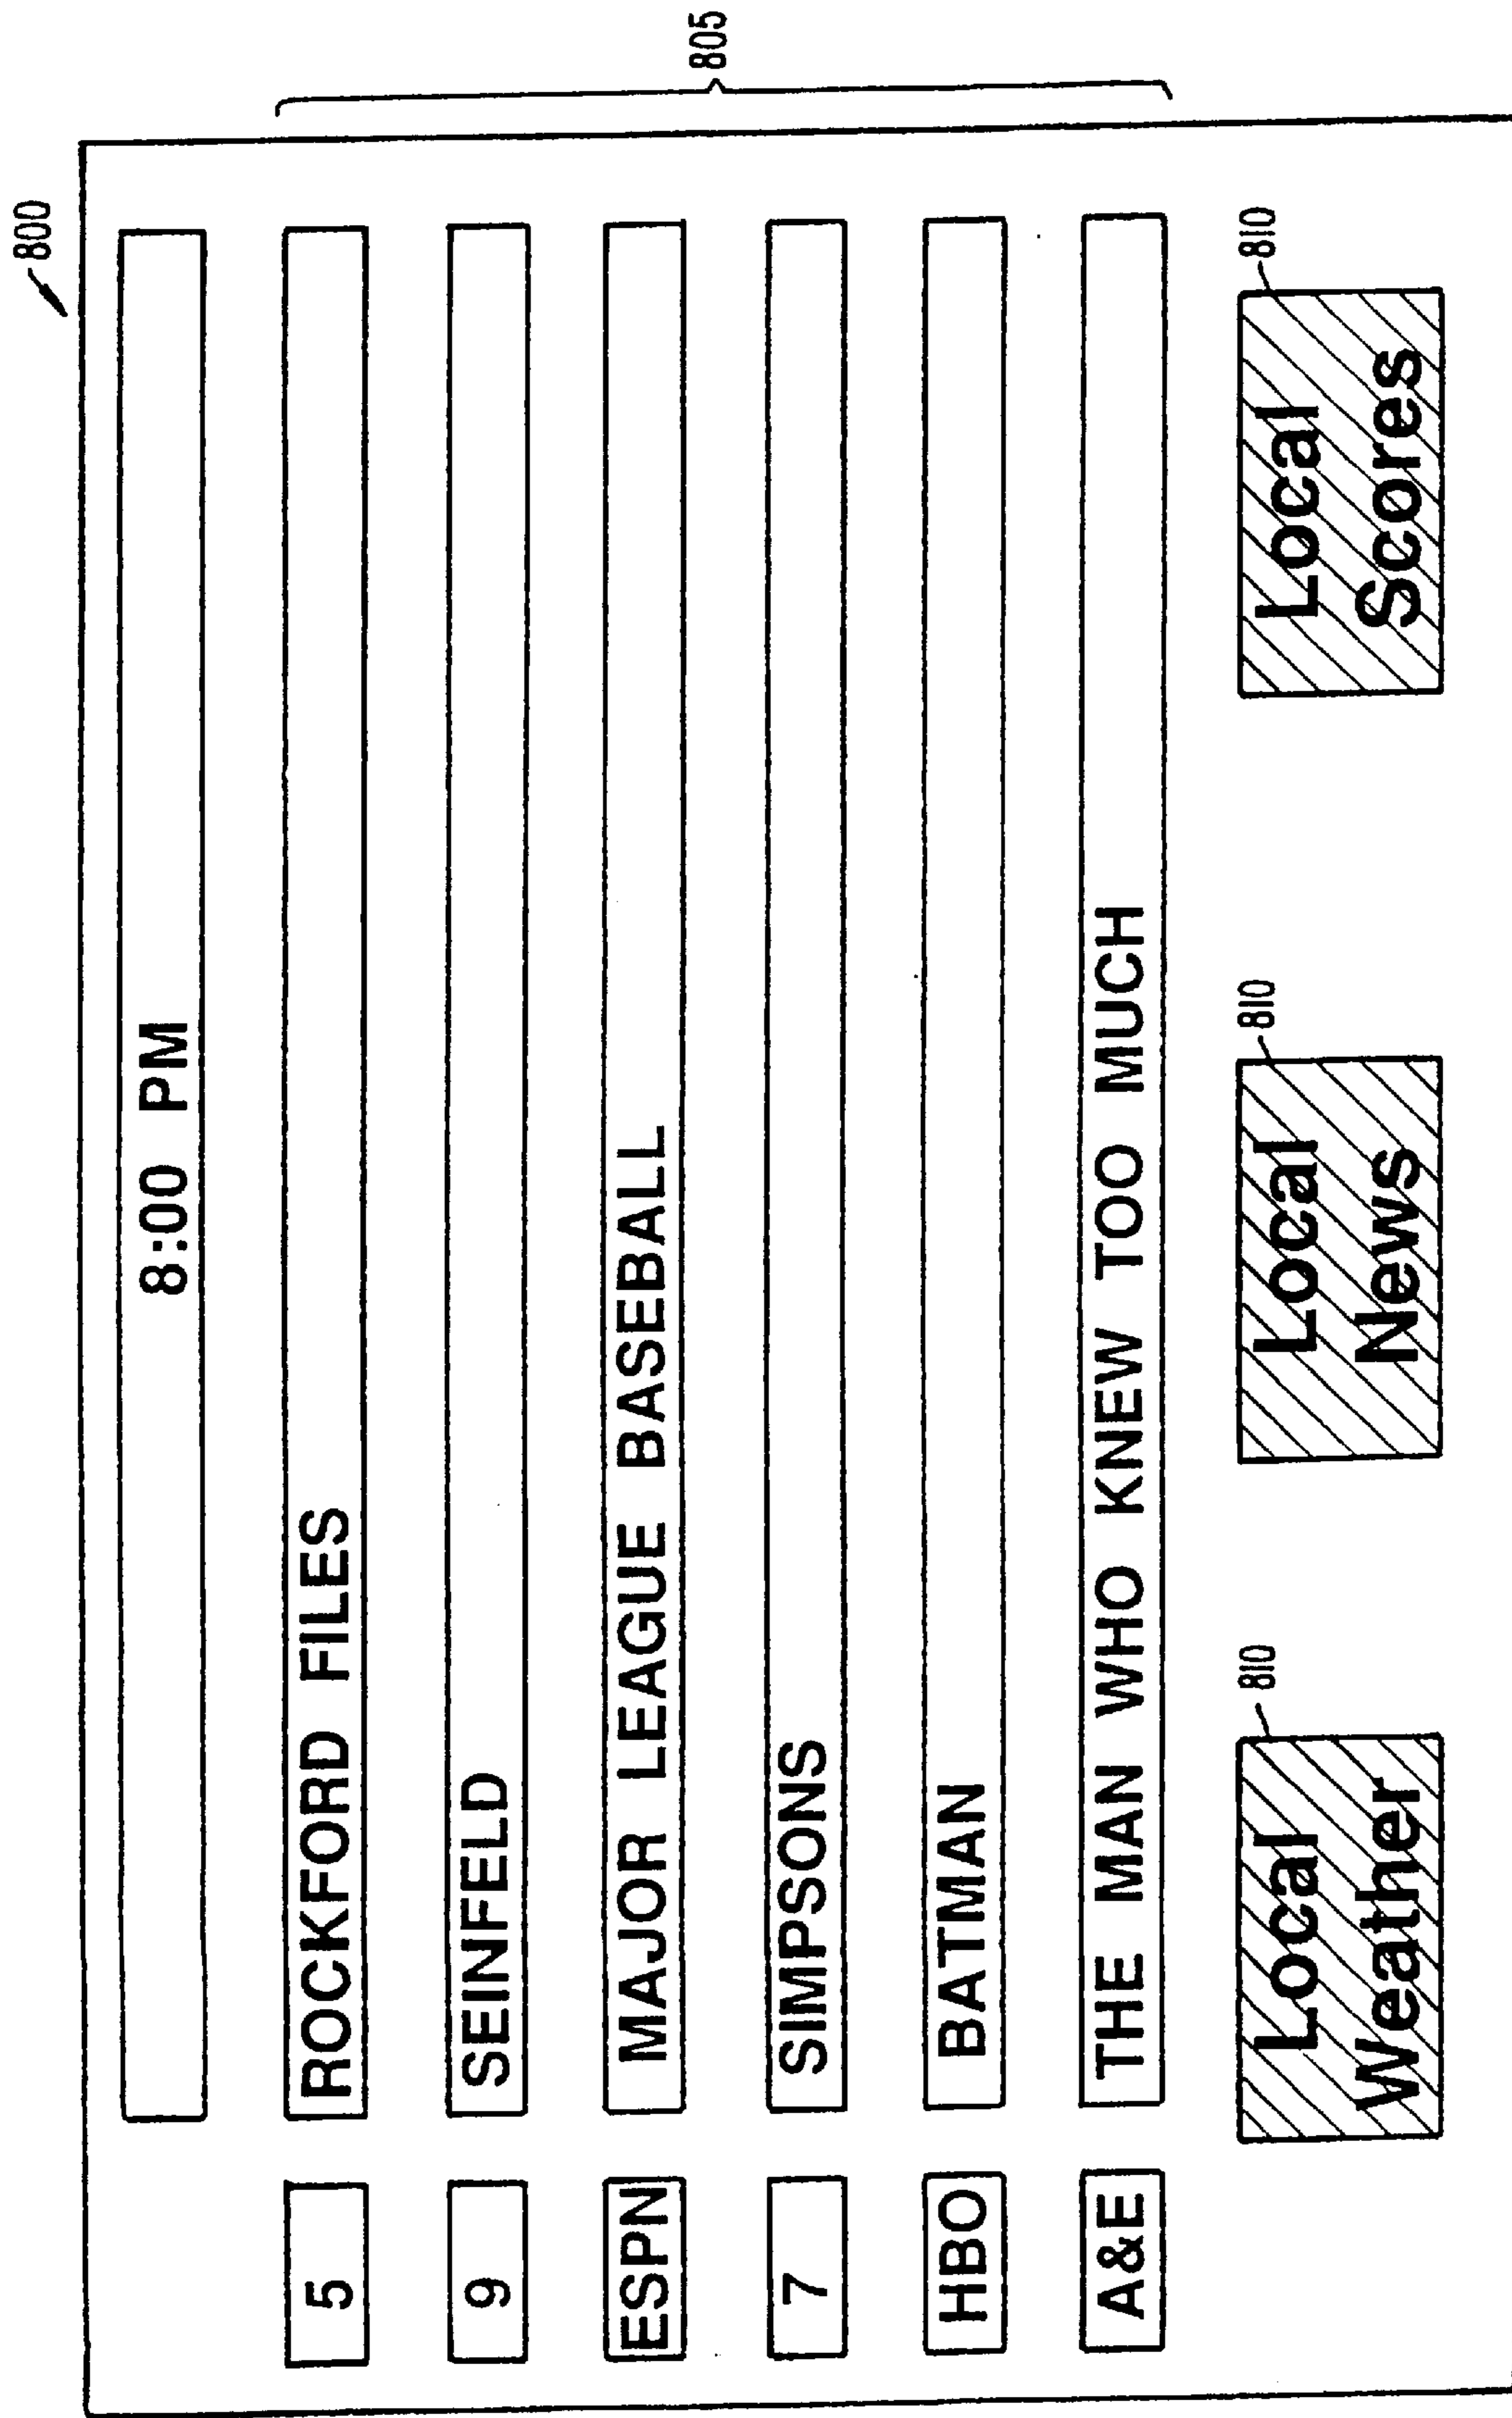 800
8:00 PM
5 ROCKFORD FILES
9 SEINFELD
ESPN MAJOR LEAGUE BASEBALL
7 SIMPSONS
HBO BATMAN
A&E THE MAN WHO KNEW TOO MUCH
805
810
810
810
Local Weather
Local News
Local Scores